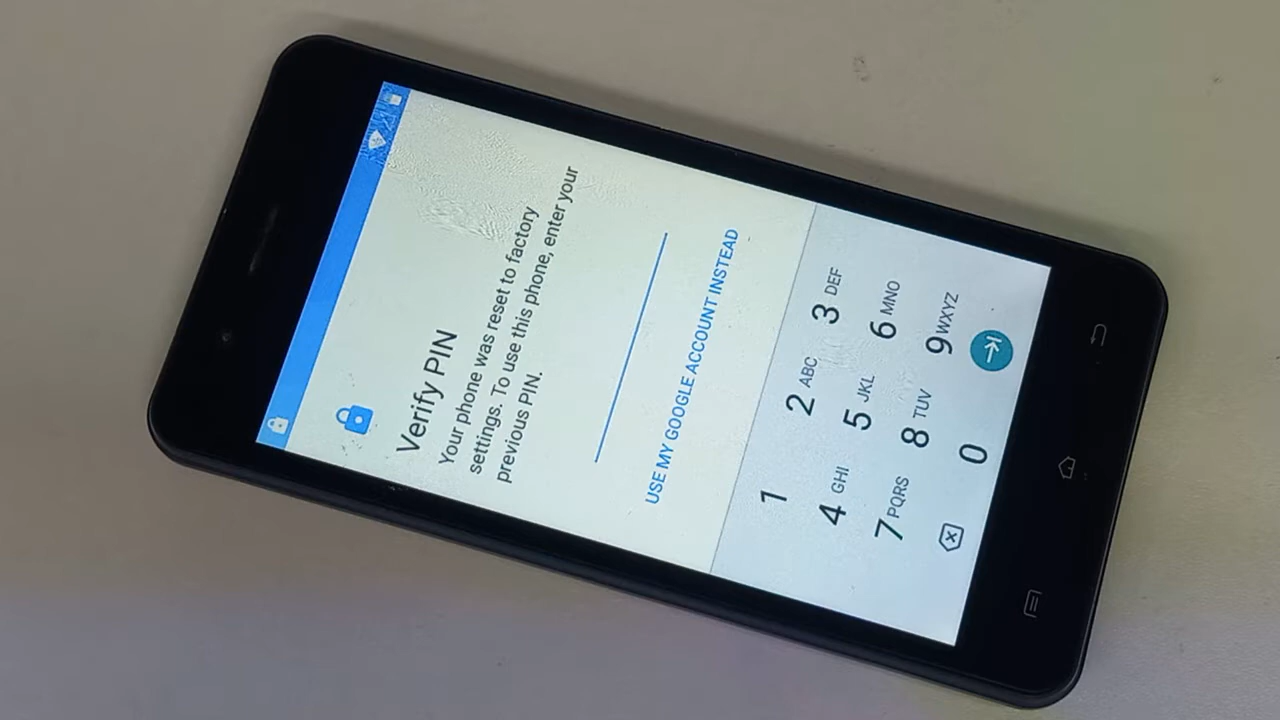 Verify PIN
Your phone was reset to factory
settings. To use this phone, enter your
previous PIN.
USE MY GOOGLE ACCOUNT INSTEAD
1
2 ABC
3 DEF
4 GHI
5 JKL
6 MNO
7 PQRS
8 TUV
9 WXYZ
0